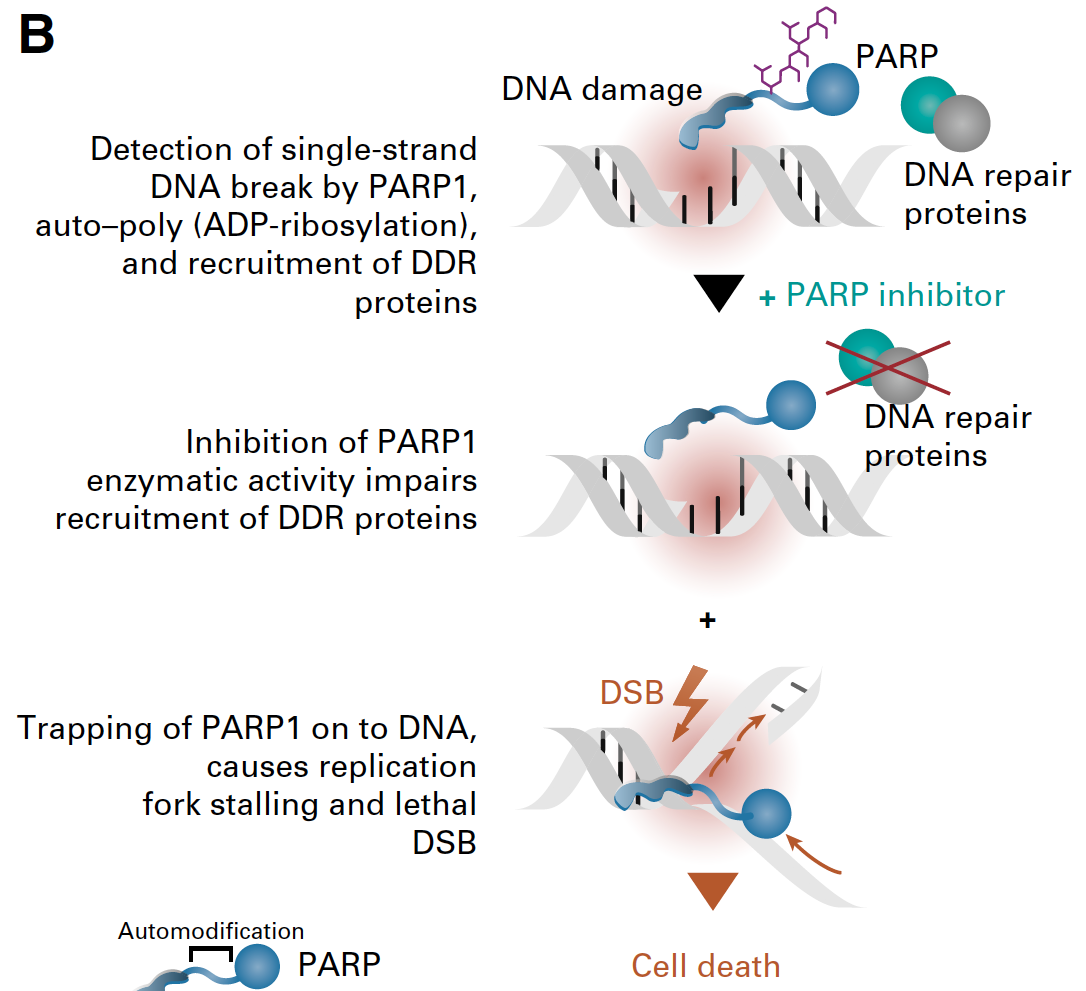 B
PARP
DNA damage
Detection of single-strand
DNA break by PARP1,
auto–poly (ADP-ribosylation),
and recruitment of DDR
proteins
DNA repair
proteins
+ PARP inhibitor
DNA repair
proteins
Inhibition of PARP1
enzymatic activity impairs
recruitment of DDR proteins
+
DSB
Trapping of PARP1 on to DNA,
causes replication
fork stalling and lethal
DSB
Automodification
PARP
Cell death